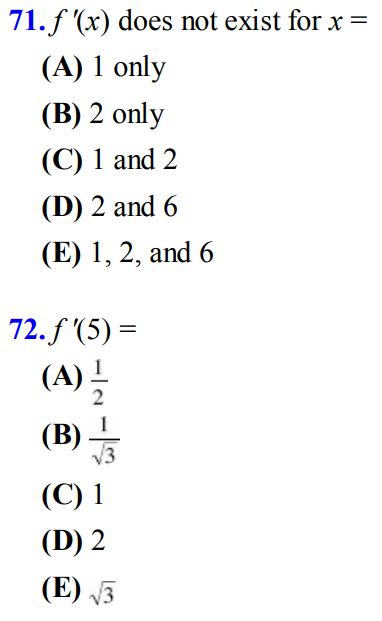 71. f '(x) does not exist for x =
(A) 1 only
(B) 2 only
(C) 1 and 2
(D) 2 and 6
(E) 1, 2, and 6
72. f '(5) =
(A) 1/2
(B) 1/√3
(C) 1
(D) 2
(E) √3